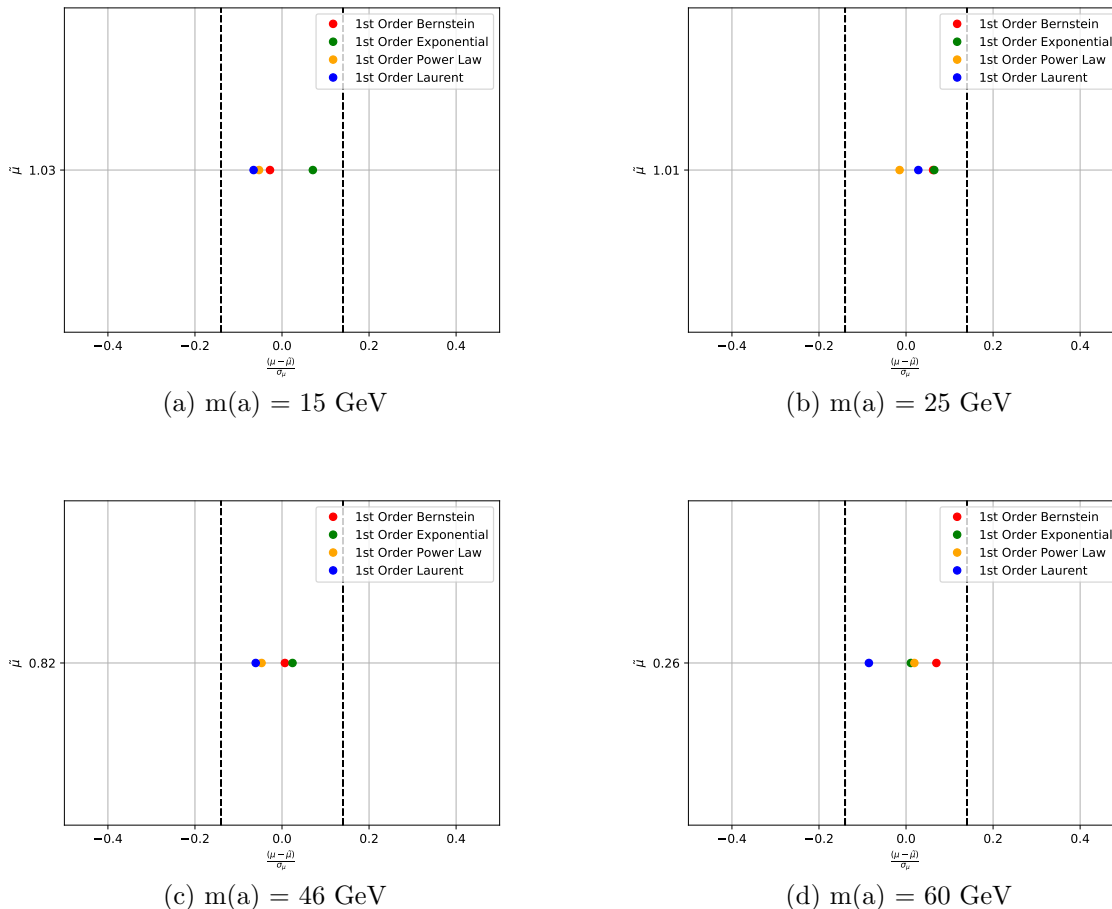 1st Order Bernstein
1st Order Exponential
1st Order Power Law
1st Order Laurent
μ̃ 1.03
−0.4 −0.2 0.0 0.2 0.4
(μ − μ̃)
σμ
(a) m(a) = 15 GeV
1st Order Bernstein
1st Order Exponential
1st Order Power Law
1st Order Laurent
μ̃ 1.01
−0.4 −0.2 0.0 0.2 0.4
(μ − μ̃)
σμ
(b) m(a) = 25 GeV
1st Order Bernstein
1st Order Exponential
1st Order Power Law
1st Order Laurent
μ̃ 0.82
−0.4 −0.2 0.0 0.2 0.4
(μ − μ̃)
σμ
(c) m(a) = 46 GeV
1st Order Bernstein
1st Order Exponential
1st Order Power Law
1st Order Laurent
μ̃ 0.26
−0.4 −0.2 0.0 0.2 0.4
(μ − μ̃)
σμ
(d) m(a) = 60 GeV